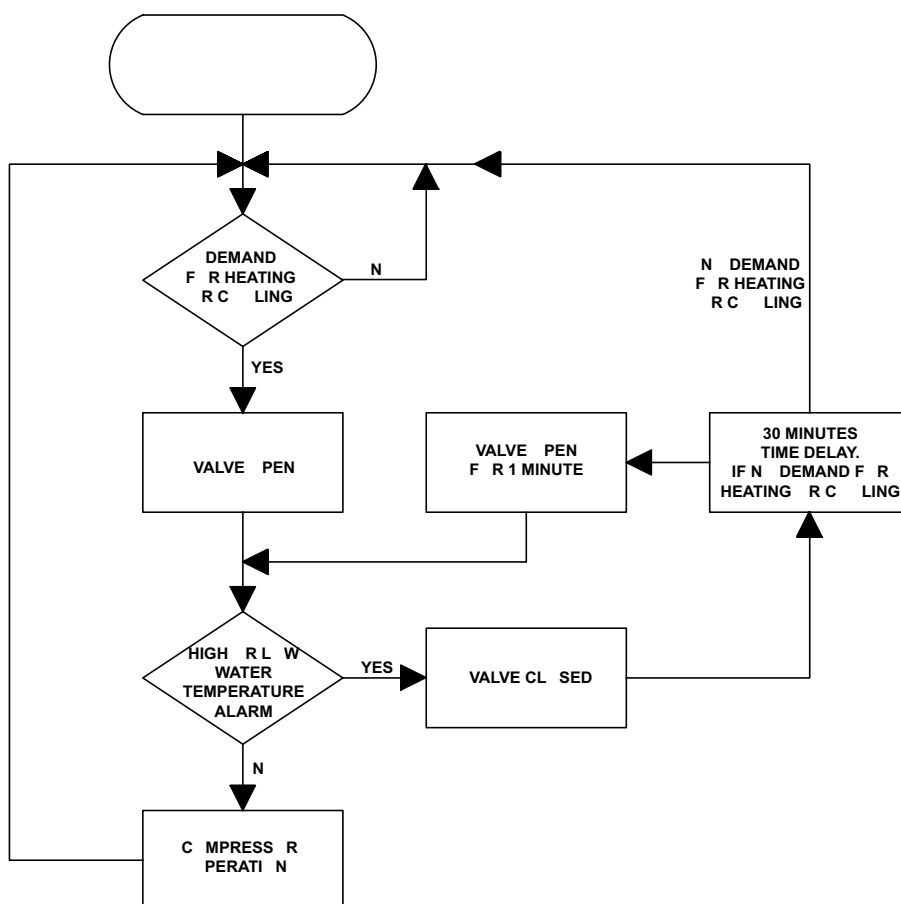 DEMAND
F R HEATING
R C LING
N
YES
N DEMAND
F R HEATING
R C LING
VALVE PEN
VALVE PEN
F R 1 MINUTE
30 MINUTES
TIME DELAY.
IF N DEMAND F R
HEATING R C LING
HIGH R L W
WATER
TEMPERATURE
ALARM
YES
VALVE CL SED
N
C MPRESS R
PERATI N